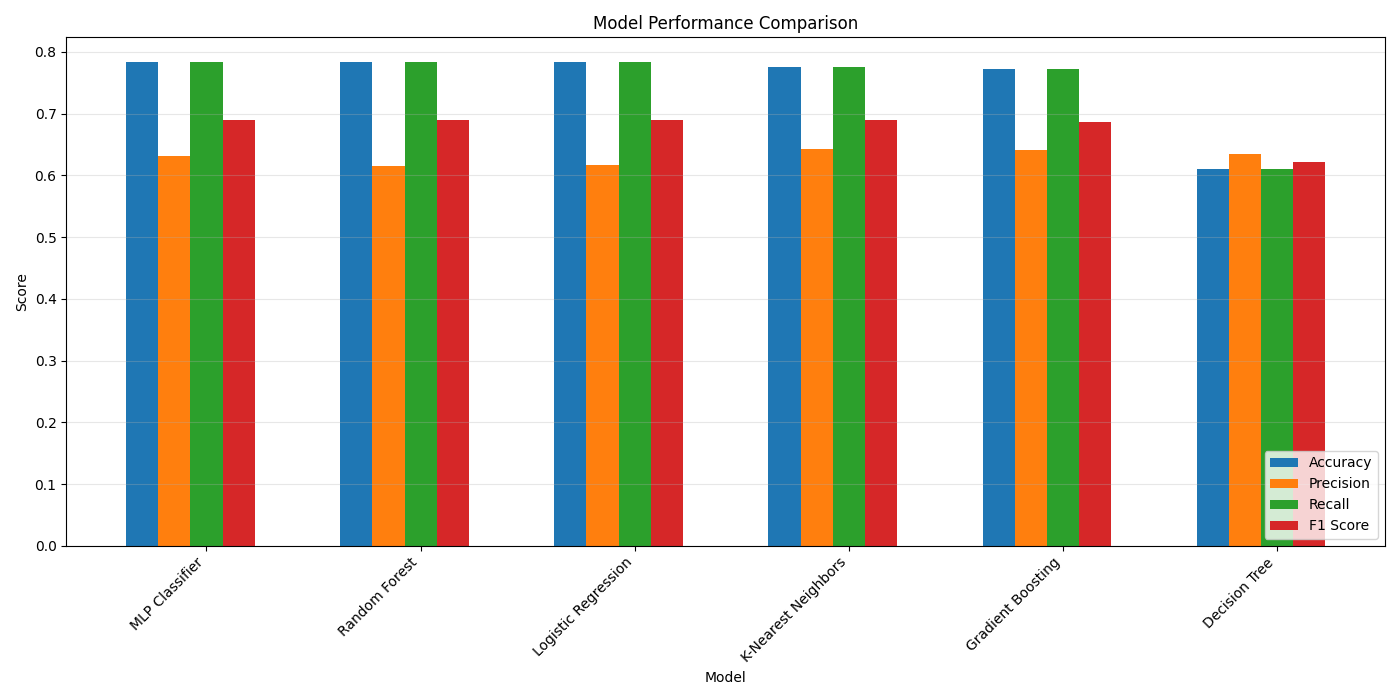 Model Performance Comparison
Score
0.8
0.7
0.6
0.5
0.4
0.3
0.2
0.1
0.0
Accuracy
Precision
Recall
F1 Score
MLP Classifier
Random Forest
Logistic Regression
K-Nearest Neighbors
Gradient Boosting
Decision Tree
Model